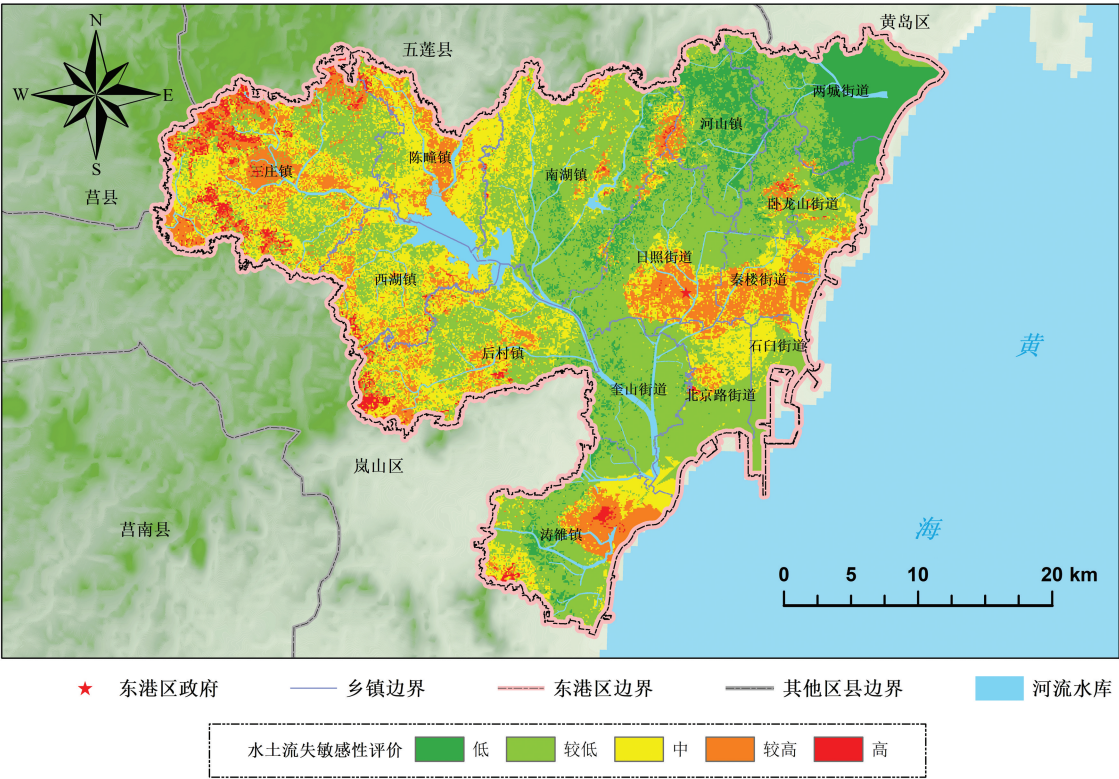 N
黄岛区
五莲县
W
E
两城街道
河山镇
陈疃镇
S
三庄镇
南湖镇
莒县
卧龙山街道
日照街道
西湖镇
秦楼街道
黄
石臼街道
后村镇
奎山街道
北京路街道
岚山区
莒南县
海
涛雒镇
0 5 10 20 km
东港区政府 乡镇边界 东港区边界 其他区县边界 河流水库
水土流失敏感性评价 低 较低 中 较高 高